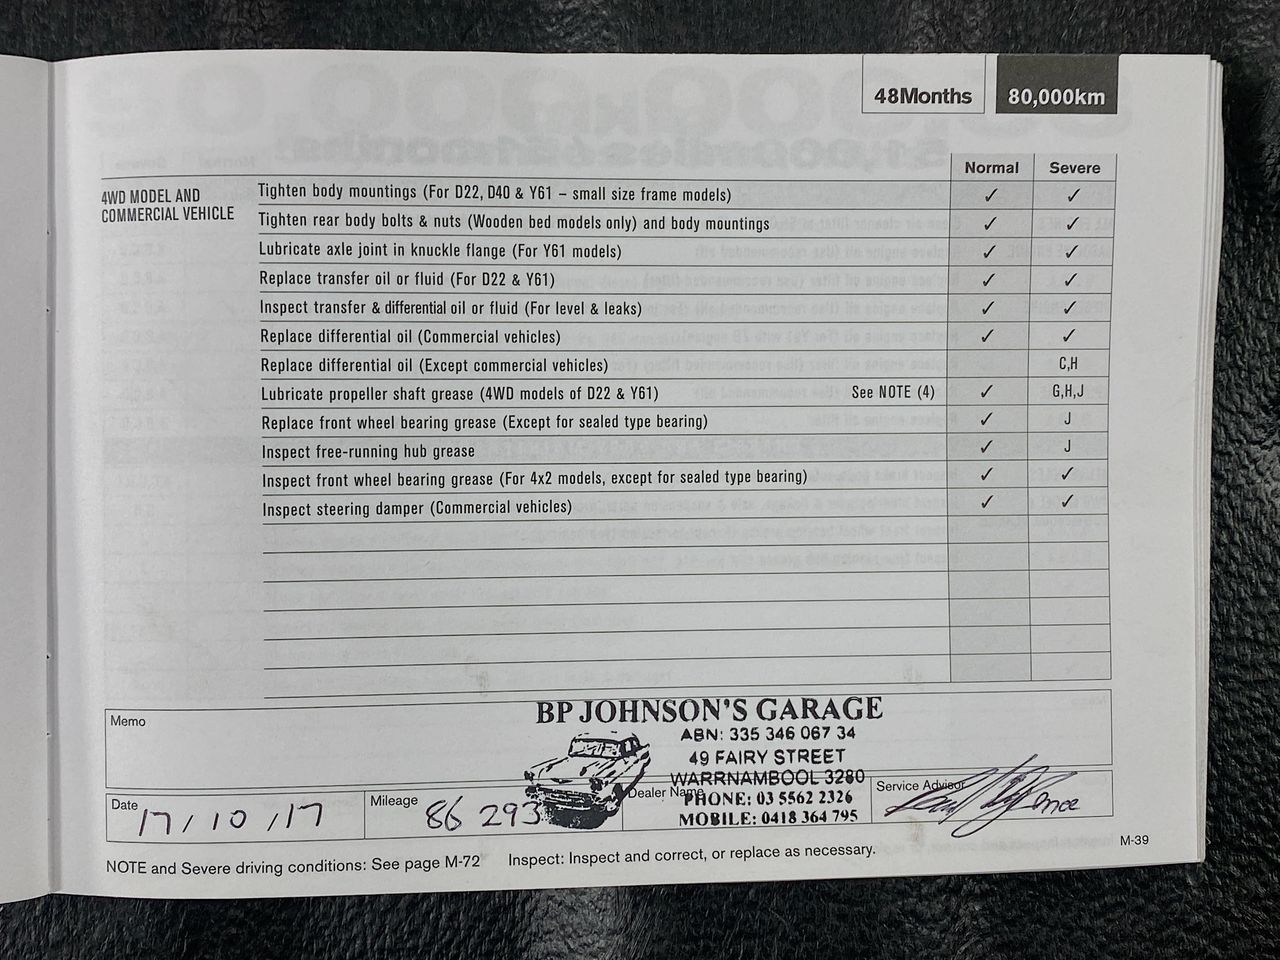 48Months 80,000km
Normal Severe
4WD MODEL AND
COMMERCIAL VEHICLE
Tighten body mountings (For D22, D40 & Y61 – small size frame models) ✓ ✓
Tighten rear body bolts & nuts (Wooden bed models only) and body mountings ✓ ✓
Lubricate axle joint in knuckle flange (For Y61 models) ✓ ✓
Replace transfer oil or fluid (For D22 & Y61) ✓ ✓
Inspect transfer & differential oil or fluid (For level & leaks) ✓ ✓
Replace differential oil (Commercial vehicles) ✓ ✓
Replace differential oil (Except commercial vehicles) C,H
Lubricate propeller shaft grease (4WD models of D22 & Y61) See NOTE (4) ✓ G,H,J
Replace front wheel bearing grease (Except for sealed type bearing) ✓ J
Inspect free-running hub grease ✓ J
Inspect front wheel bearing grease (For 4x2 models, except for sealed type bearing) ✓ ✓
Inspect steering damper (Commercial vehicles) ✓ ✓
Memo
BP JOHNSON'S GARAGE
ABN: 335 346 067 34
49 FAIRY STREET
WARRNAMBOOL 3280
PHONE: 03 5562 2326
MOBILE: 0418 364 795
Date 17/10/17
Mileage 86 293
Dealer Name
Service Advisor
M-39
NOTE and Severe driving conditions: See page M-72 Inspect: Inspect and correct, or replace as necessary.